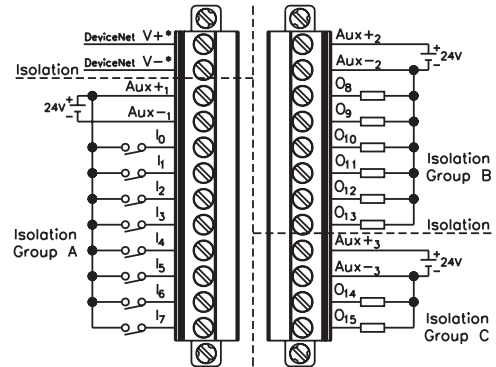 DeviceNet V+*
DeviceNet V-*
Isolation
Aux+1
24V + -
Aux-1
I0
I1
I2
I3
Isolation
Group A
I4
I5
I6
I7
Aux+2
+ 24V -
Aux-2
O8
O9
O10
O11
Isolation
Group B
O12
O13
Isolation
Aux+3
+ 24V -
Aux-3
O14
O15
Isolation
Group C